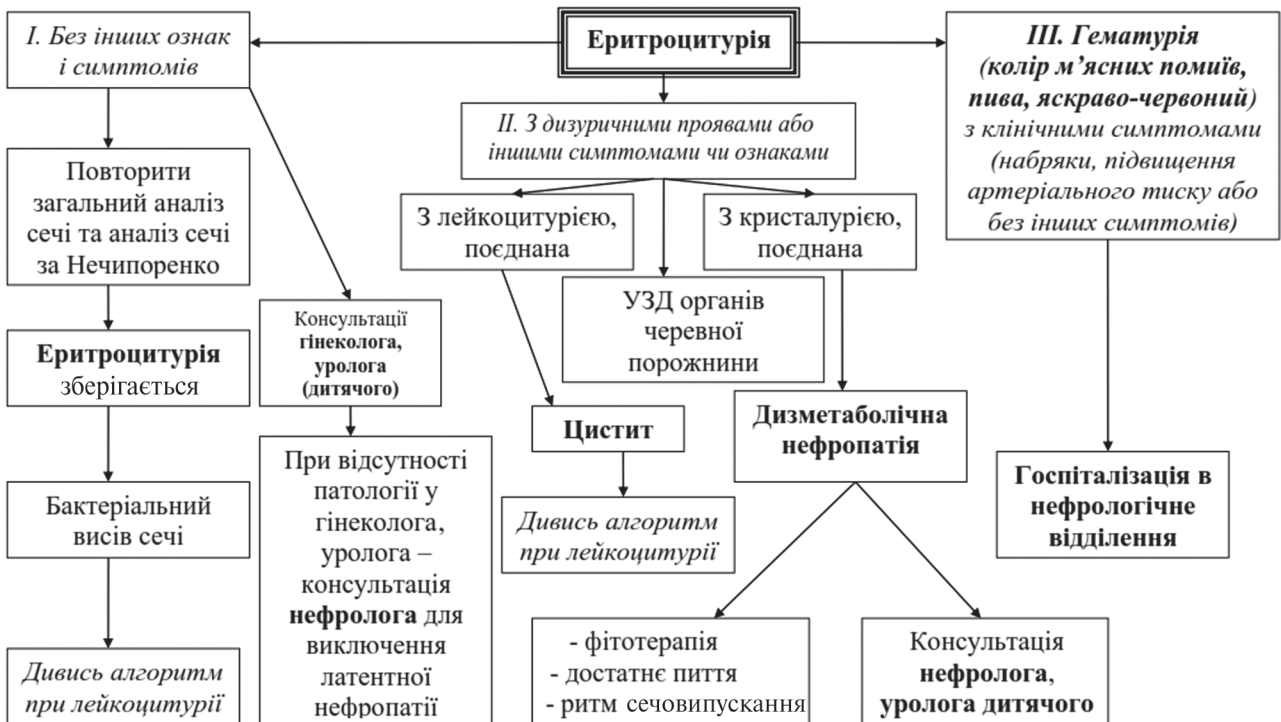 Еритроцитурія
I. Без інших ознак
і симптомів
Повторити
загальний аналіз
сечі та аналіз сечі
за Нечипоренко
Еритроцитурія
зберігається
Бактеріальний
висів сечі
Дивись алгоритм
при лейкоцитурії
Консультації
гінеколога,
уролога
(дитячого)
При відсутності
патології у
гінеколога,
уролога –
консультація
нефролога для
виключення
латентної
нефропатії
II. З дизуричними проявами або
іншими симптомами чи ознаками
З лейкоцитурією,
поєднана
Цистит
Дивись алгоритм
при лейкоцитурії
УЗД органів
черевної
порожнини
З кристалурією,
поєднана
Дизметаболічна
нефропатія
- фітотерапія
- достатнє пиття
- ритм сечовипускання
Консультація
нефролога,
уролога дитячого
III. Гематурія
(колір м’ясних помиїв,
пива, яскраво-червоний)
з клінічними симптомами
(набряки, підвищення
артеріального тиску або
без інших симптомів)
Госпіталізація в
нефрологічне
відділення